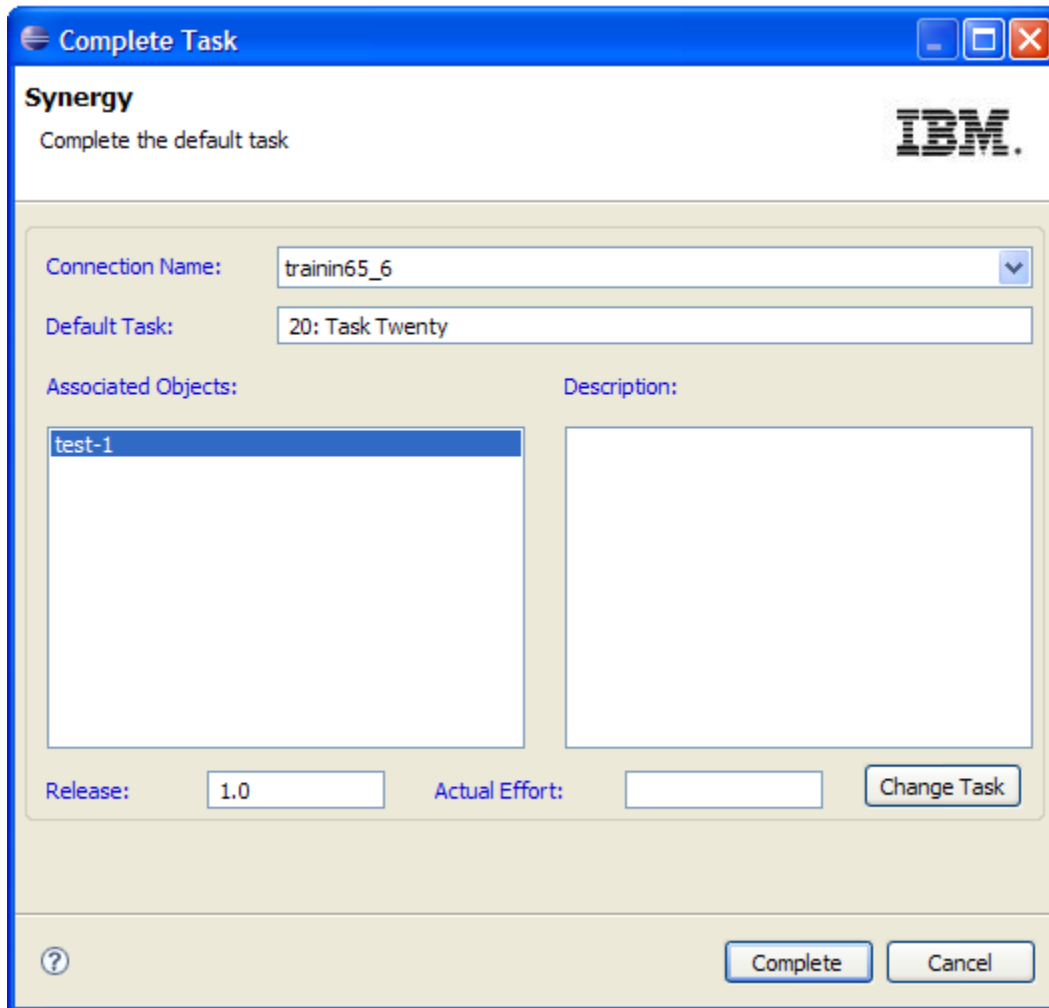 Complete Task
Synergy
Complete the default task
IBM.
Connection Name: trainin65_6
Default Task: 20: Task Twenty
Associated Objects: Description:
test-1
Release: 1.0 Actual Effort: Change Task
? Complete Cancel